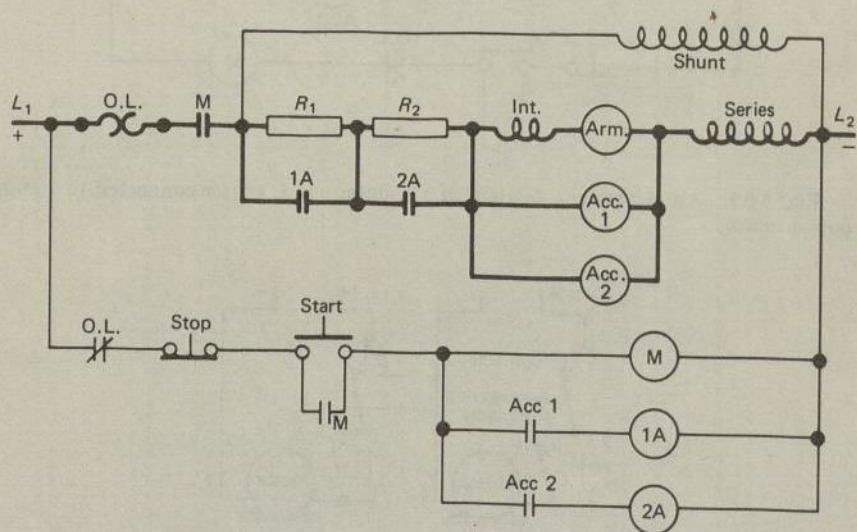 Shunt
L₁
O.L.
M
R₁
R₂
Int.
Arm.
Series
L₂
+
−
1A
2A
Acc. 1
Acc. 2
O.L.
Stop
Start
M
M
Acc 1
1A
Acc 2
2A